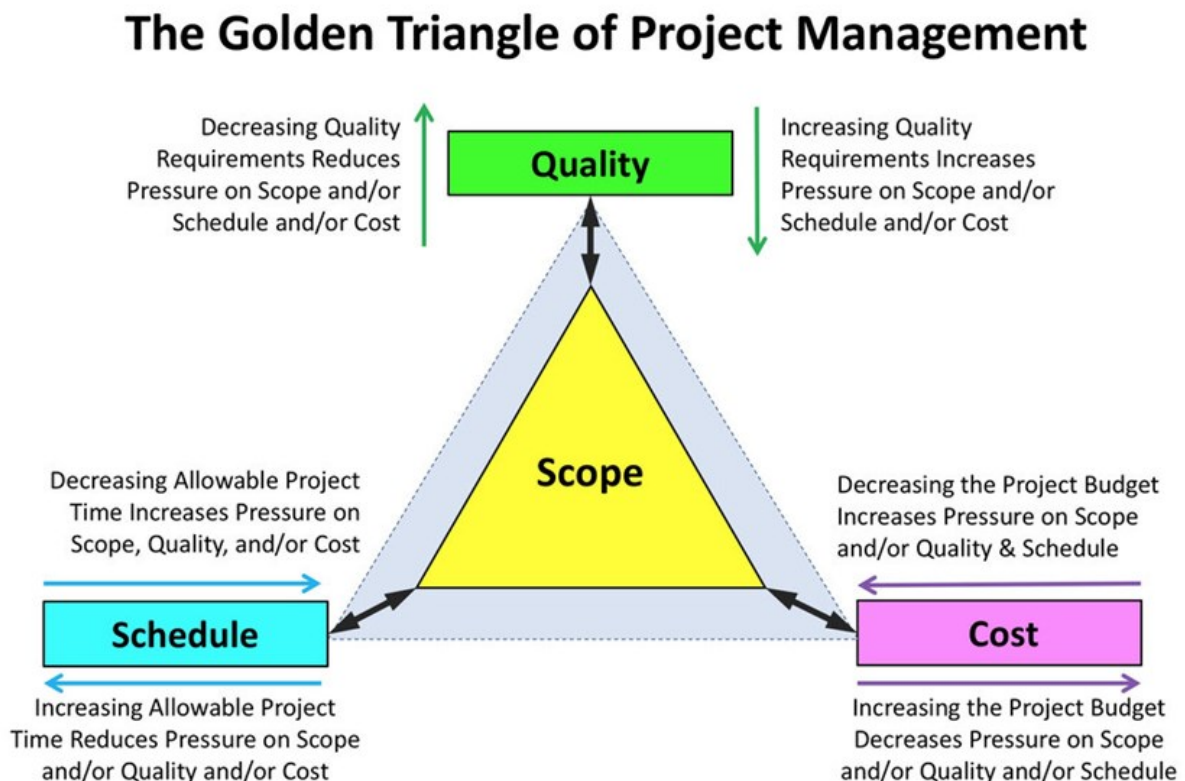 The Golden Triangle of Project Management
Decreasing Quality
Requirements Reduces
Pressure on Scope and/or
Schedule and/or Cost
Quality
Increasing Quality
Requirements Increases
Pressure on Scope and/or
Schedule and/or Cost
Scope
Decreasing Allowable Project
Time Increases Pressure on
Scope, Quality, and/or Cost
Schedule
Increasing Allowable Project
Time Reduces Pressure on Scope
and/or Quality and/or Cost
Decreasing the Project Budget
Increases Pressure on Scope
and/or Quality & Schedule
Cost
Increasing the Project Budget
Decreases Pressure on Scope
and/or Quality and/or Schedule